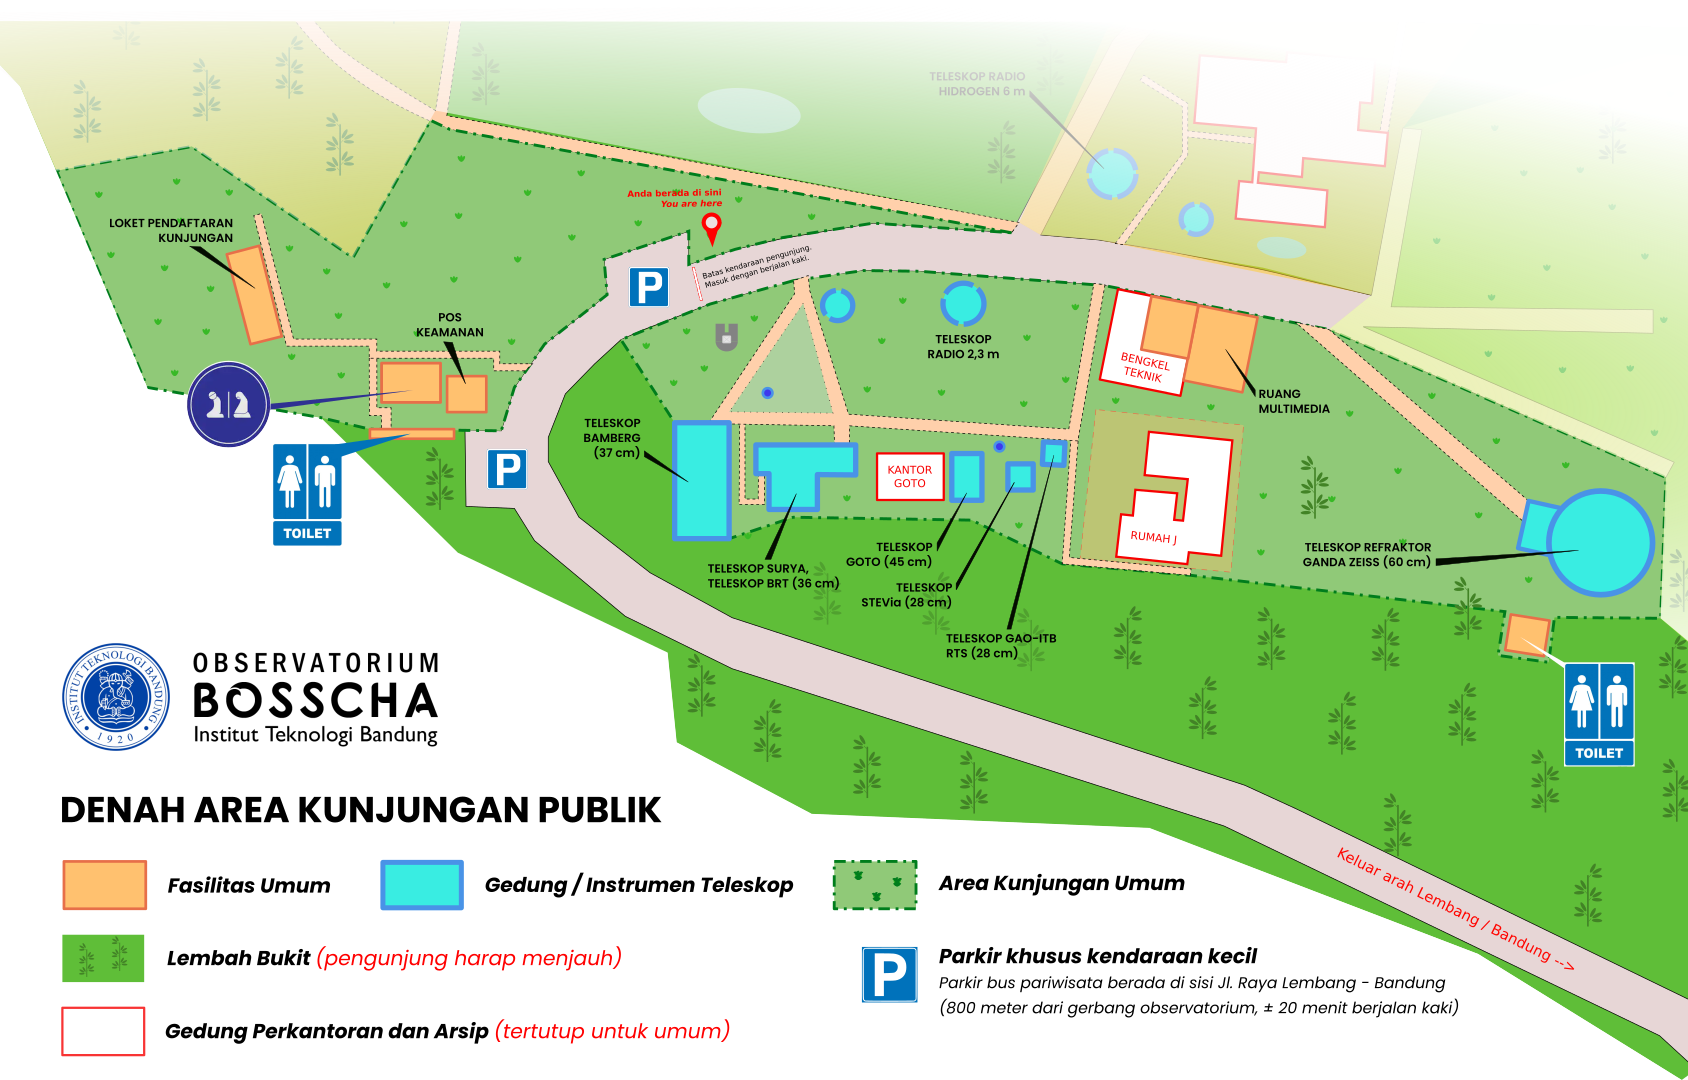 TELESKOP RADIO
HIDROGEN 6 m
Anda berada di sini
You are here
LOKET PENDAFTARAN
KUNJUNGAN
Batas kendaraan pengunjung.
Masuk dengan berjalan kaki.
P
POS
KEAMANAN
TELESKOP
RADIO 2,3 m
BENGKEL
TEKNIK
RUANG
MULTIMEDIA
TELESKOP
BAMBERG
(37 cm)
P
KANTOR
GOTO
TOILET
RUMAH J
TELESKOP REFRAKTOR
GANDA ZEISS (60 cm)
TELESKOP SURYA,
TELESKOP BRT (36 cm)
TELESKOP
GOTO (45 cm)
TELESKOP
STEVia (28 cm)
TELESKOP GAO-ITB
RTS (28 cm)
TOILET
INSTITUT TEKNOLOGI BANDUNG
1920
OBSERVATORIUM
BOSSCHA
Institut Teknologi Bandung
DENAH AREA KUNJUNGAN PUBLIK
Fasilitas Umum
Gedung / Instrumen Teleskop
Area Kunjungan Umum
Lembah Bukit (pengunjung harap menjauh)
Gedung Perkantoran dan Arsip (tertutup untuk umum)
P
Parkir khusus kendaraan kecil
Parkir bus pariwisata berada di sisi Jl. Raya Lembang - Bandung
(800 meter dari gerbang observatorium, ± 20 menit berjalan kaki)
Keluar arah Lembang / Bandung -->